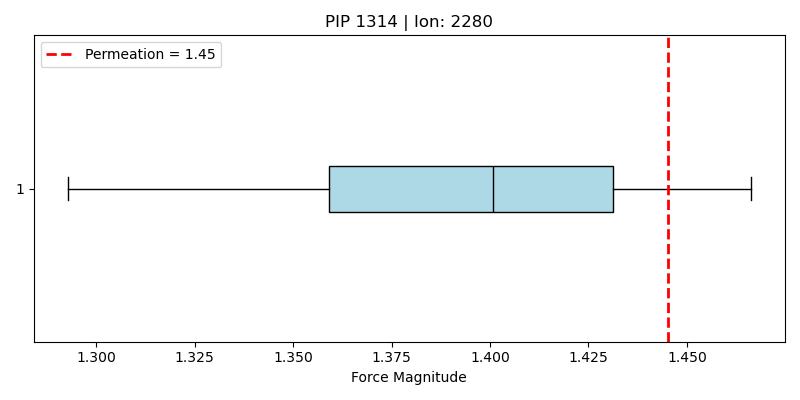 PIP 1314 | Ion: 2280
Permeation = 1.45
1
1.300 1.325 1.350 1.375 1.400 1.425 1.450
Force Magnitude